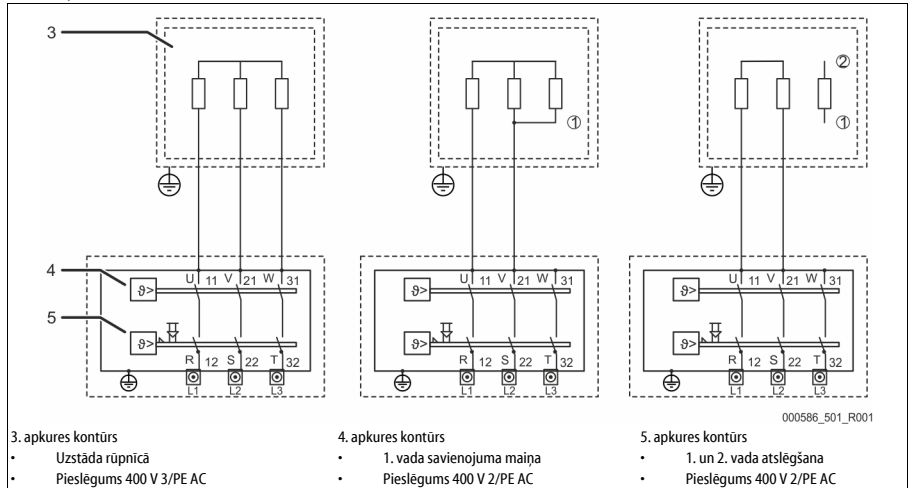 3
①
②
①
4
5
ϑ> U 11 V 21 W 31
ϑ> R 12 S 22 T 32
L1 L2 L3
ϑ> U 11 V 21 W 31
ϑ> R 12 S 22 T 32
L1 L2 L3
ϑ> U 11 V 21 W 31
ϑ> R 12 S 22 T 32
L1 L2 L3
000586_501_R001
3. apkures kontūrs
• Uzstāda rūpnīcā
• Pieslēgums 400 V 3/PE AC
4. apkures kontūrs
• 1. vada savienojuma maiņa
• Pieslēgums 400 V 2/PE AC
5. apkures kontūrs
• 1. un 2. vada atslēgšana
• Pieslēgums 400 V 2/PE AC